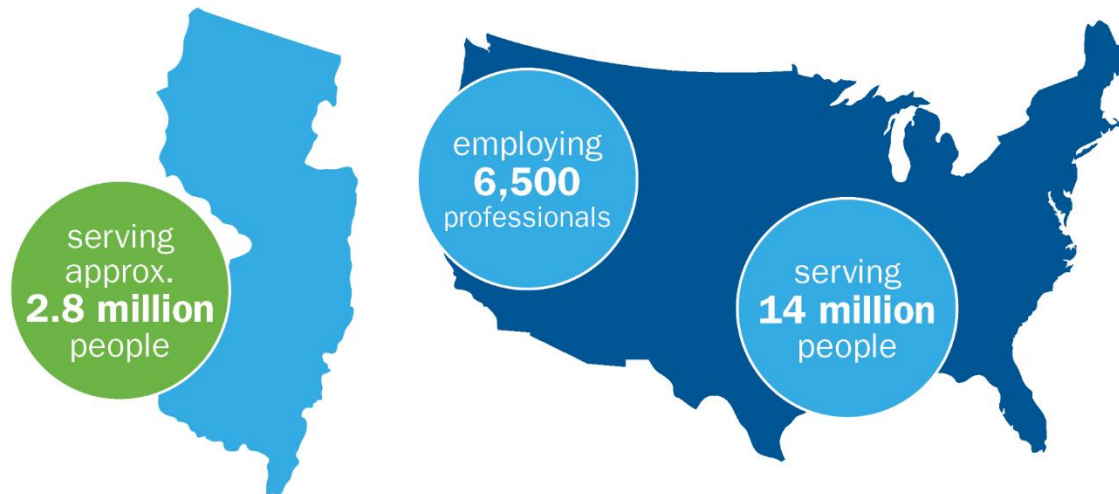 serving
approx.
2.8 million
people
employing
6,500
professionals
serving
14 million
people